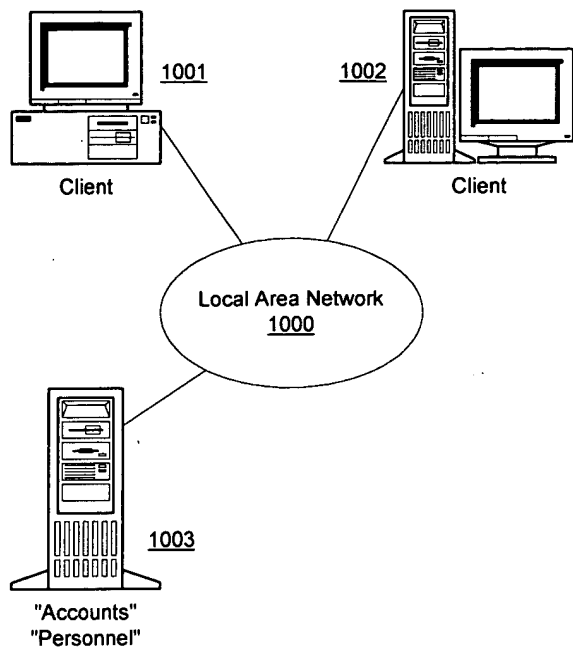 1001
1002
Client
Client
Local Area Network
1000
1003
"Accounts"
"Personnel"